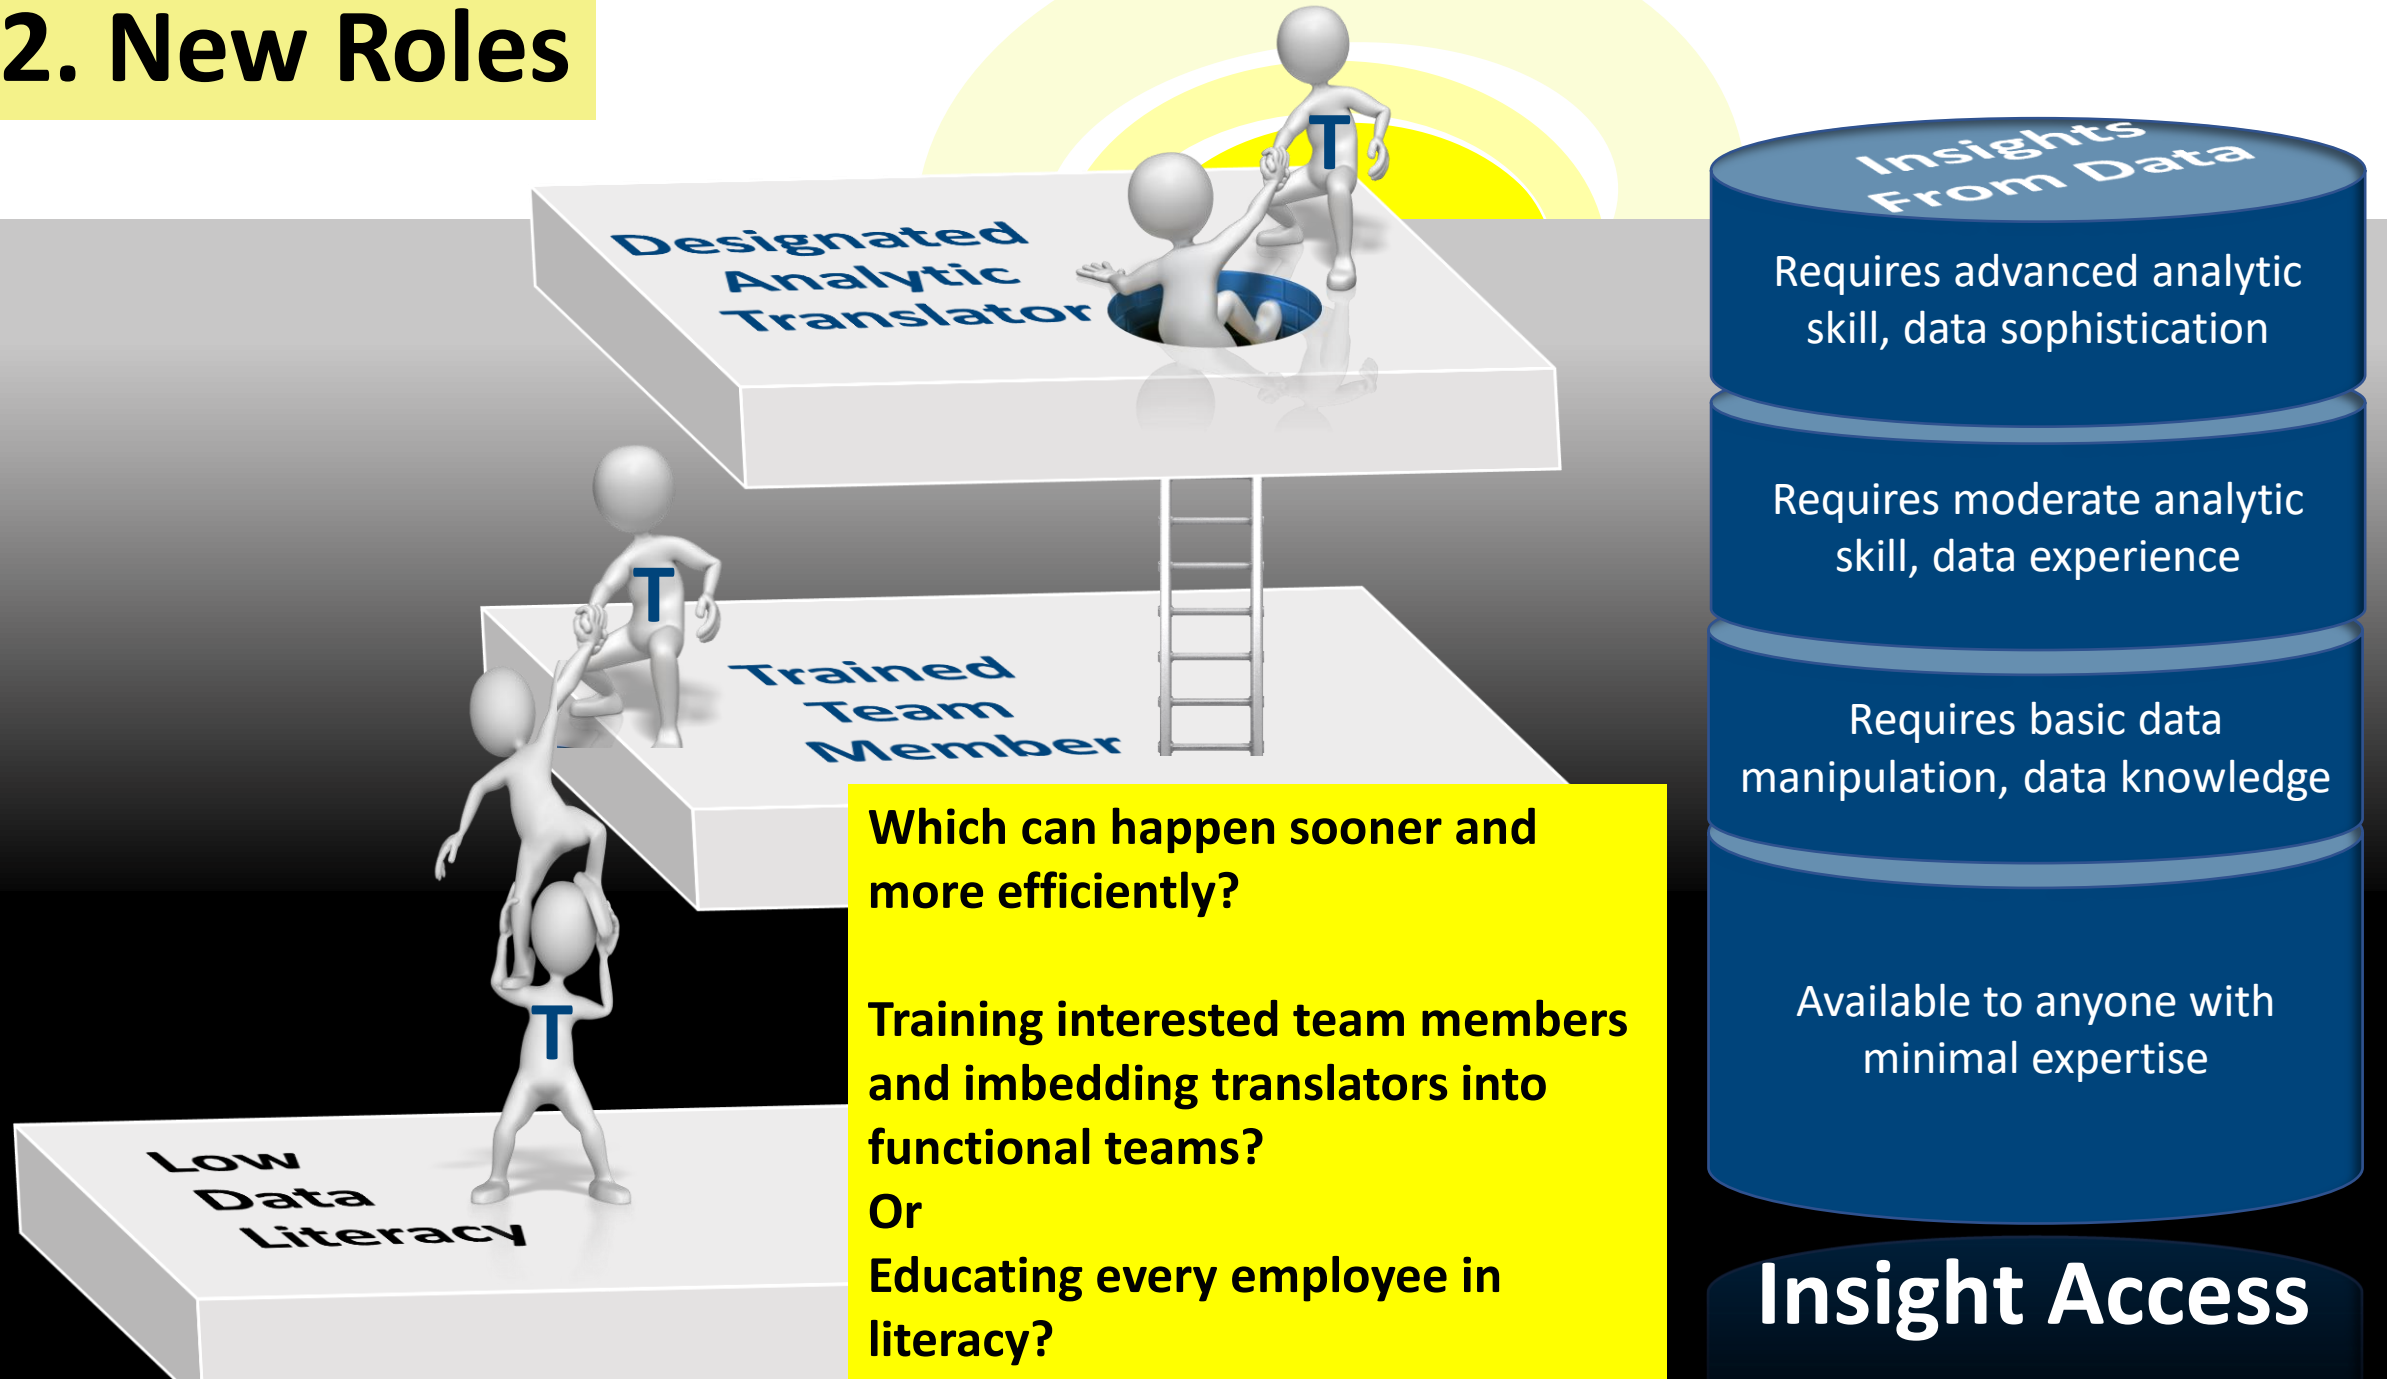 2. New Roles
T
Designated
Analytic
Translator
T
Trained
Team
Member
T
Low
Data
Literacy
Which can happen sooner and
more efficiently?
Training interested team members
and imbedding translators into
functional teams?
Or
Educating every employee in
literacy?
Insights
From Data
Requires advanced analytic
skill, data sophistication
Requires moderate analytic
skill, data experience
Requires basic data
manipulation, data knowledge
Available to anyone with
minimal expertise
Insight Access